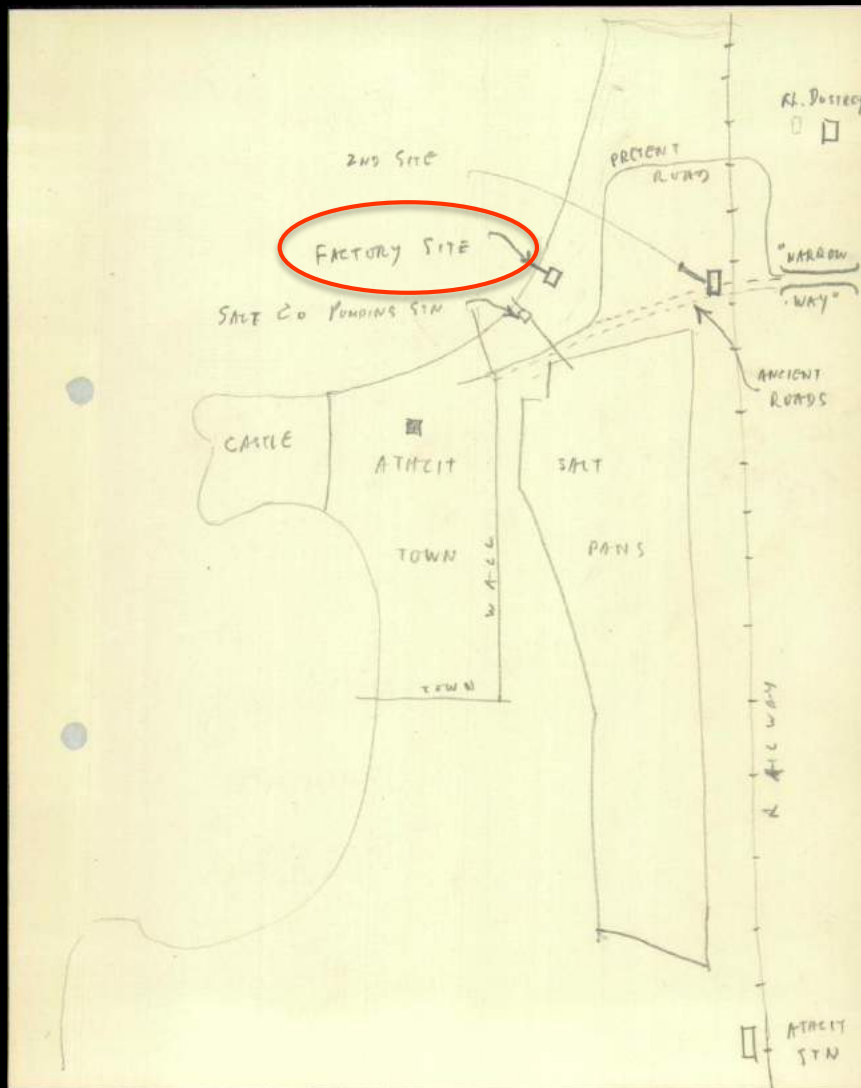 RL. DUSTREY
2ND SITE
PRESENT
ROAD
FACTORY SITE
"NARROW
WAY"
SALT CO PUMPING STN
ANCIENT
ROADS
CASTLE
ATHLIT
TOWN
SALT
PANS
WALL
TOWN
RAILWAY
ATHLIT
STN